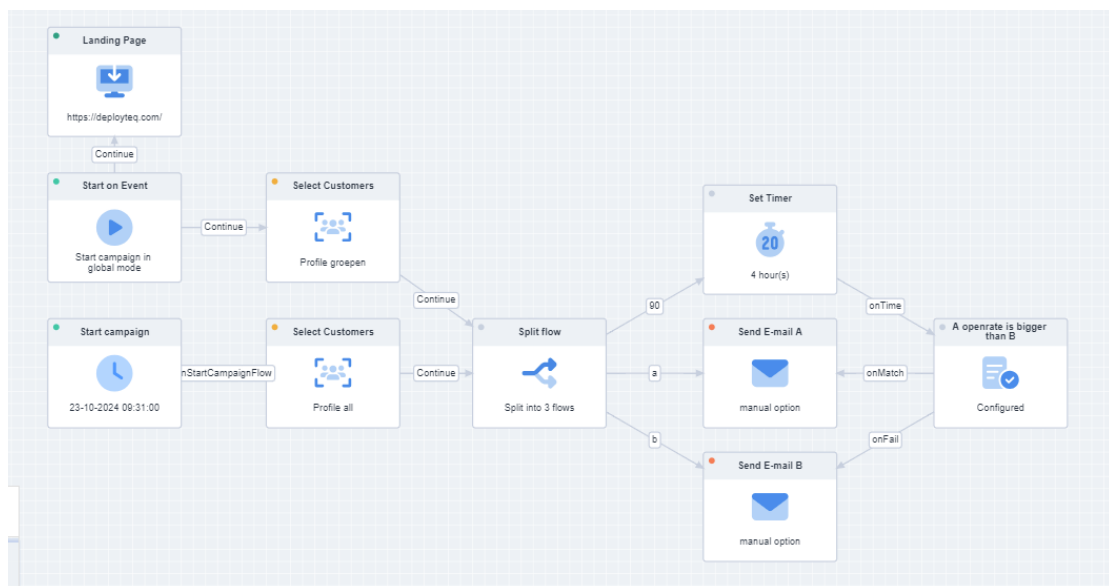 Landing Page
https://deployteq.com/
Continue
Start on Event
Start campaign in
global mode
Continue
Select Customers
Profile groepen
Continue
Set Timer
20
4 hour(s)
90
onTime
Start campaign
23-10-2024 09:31:00
nStartCampaignFlow
Select Customers
Profile all
Continue
Split flow
Split into 3 flows
a
Send E-mail A
manual option
onMatch
A openrate is bigger
than B
Configured
b
onFail
Send E-mail B
manual option